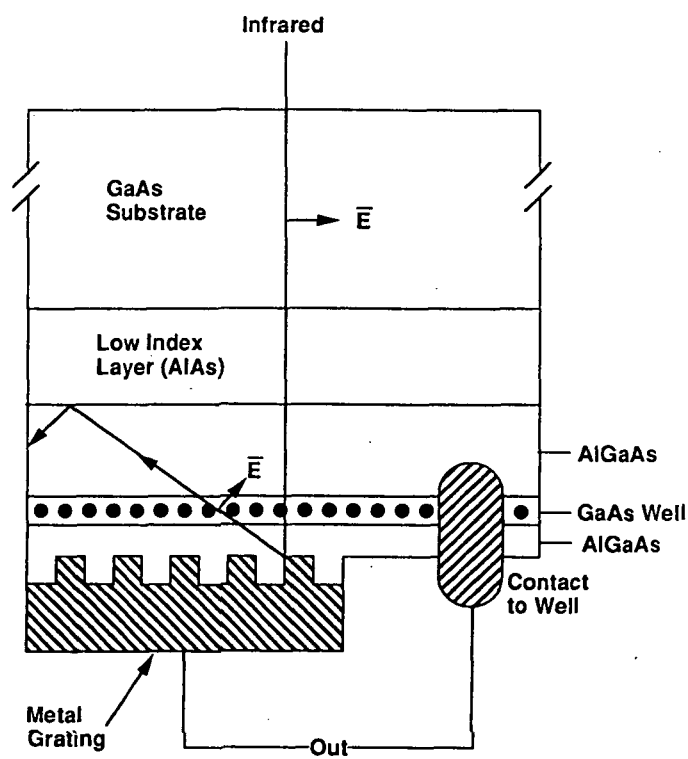 Infrared
GaAs
Substrate
E
Low Index
Layer (AlAs)
E
AlGaAs
GaAs Well
AlGaAs
Contact
to Well
Metal
Grating
Out